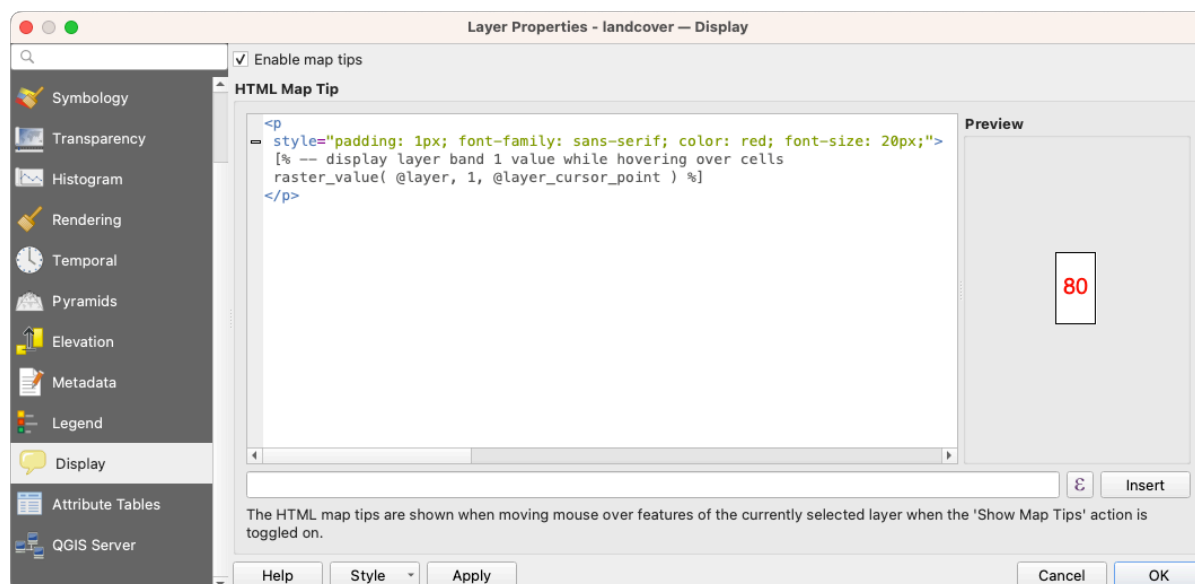 Layer Properties - landcover — Display
Symbology
Transparency
Histogram
Rendering
Temporal
Pyramids
Elevation
Metadata
Legend
Display
Attribute Tables
QGIS Server
Enable map tips
HTML Map Tip
<p
style="padding: 1px; font-family: sans-serif; color: red; font-size: 20px;">
[% -- display layer band 1 value while hovering over cells
raster_value( @layer, 1, @layer_cursor_point ) %]
</p>
Preview
80
ε Insert
The HTML map tips are shown when moving mouse over features of the currently selected layer when the 'Show Map Tips' action is
toggled on.
Help Style Apply Cancel OK